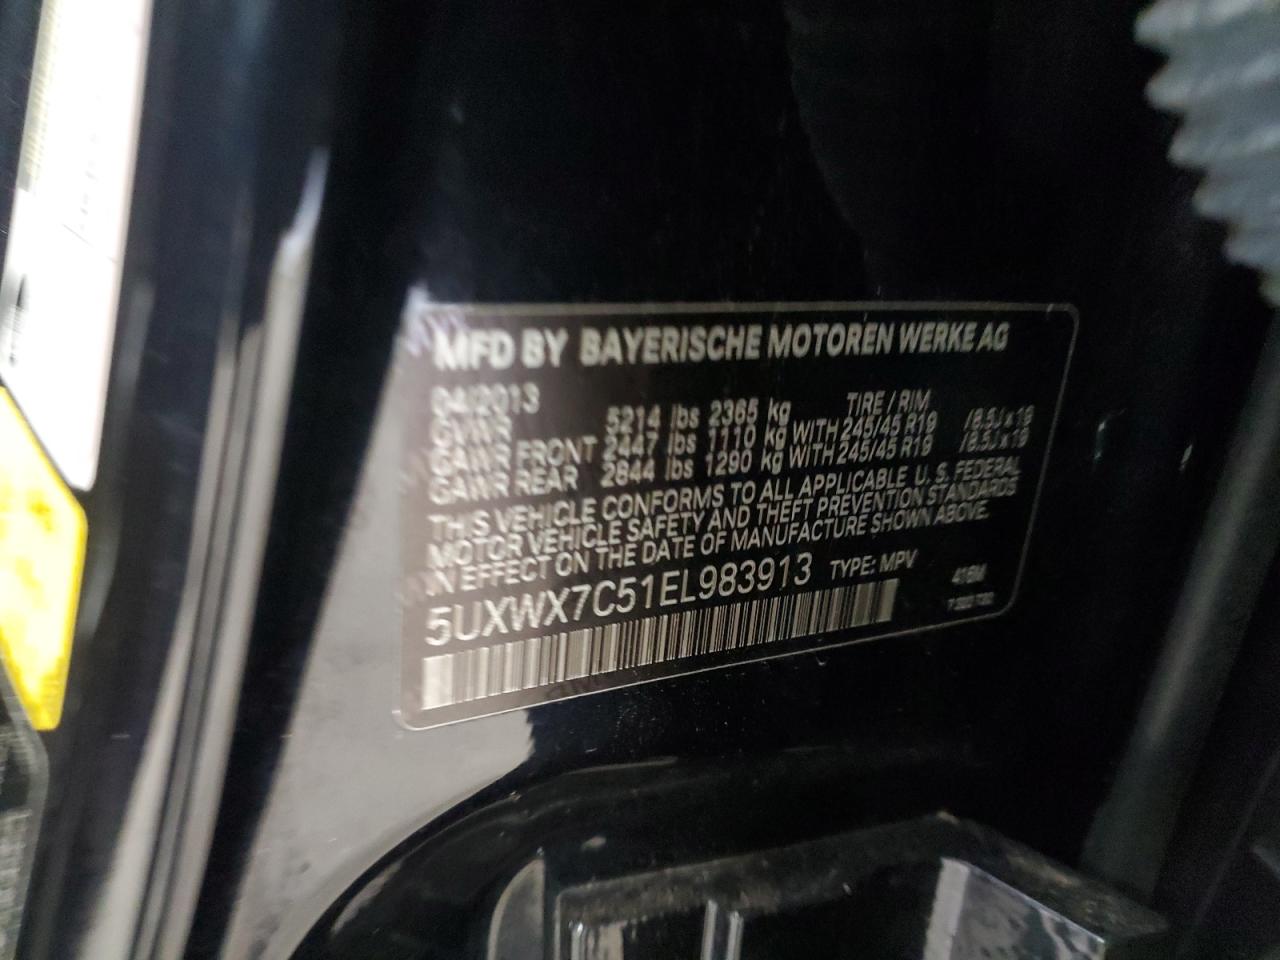 MFD BY BAYERISCHE MOTOREN WERKE AG
04/2013 TIRE / RIM
GVWR 5214 lbs 2365 kg
GAWR FRONT 2447 lbs 1110 kg WITH 245/45 R19 /8.5J x 19
GAWR REAR 2844 lbs 1290 kg WITH 245/45 R19 /8.5J x 19
THIS VEHICLE CONFORMS TO ALL APPLICABLE U. S. FEDERAL
MOTOR VEHICLE SAFETY AND THEFT PREVENTION STANDARDS
IN EFFECT ON THE DATE OF MANUFACTURE SHOWN ABOVE.
5UXWX7C51EL983913 TYPE: MPV 416M